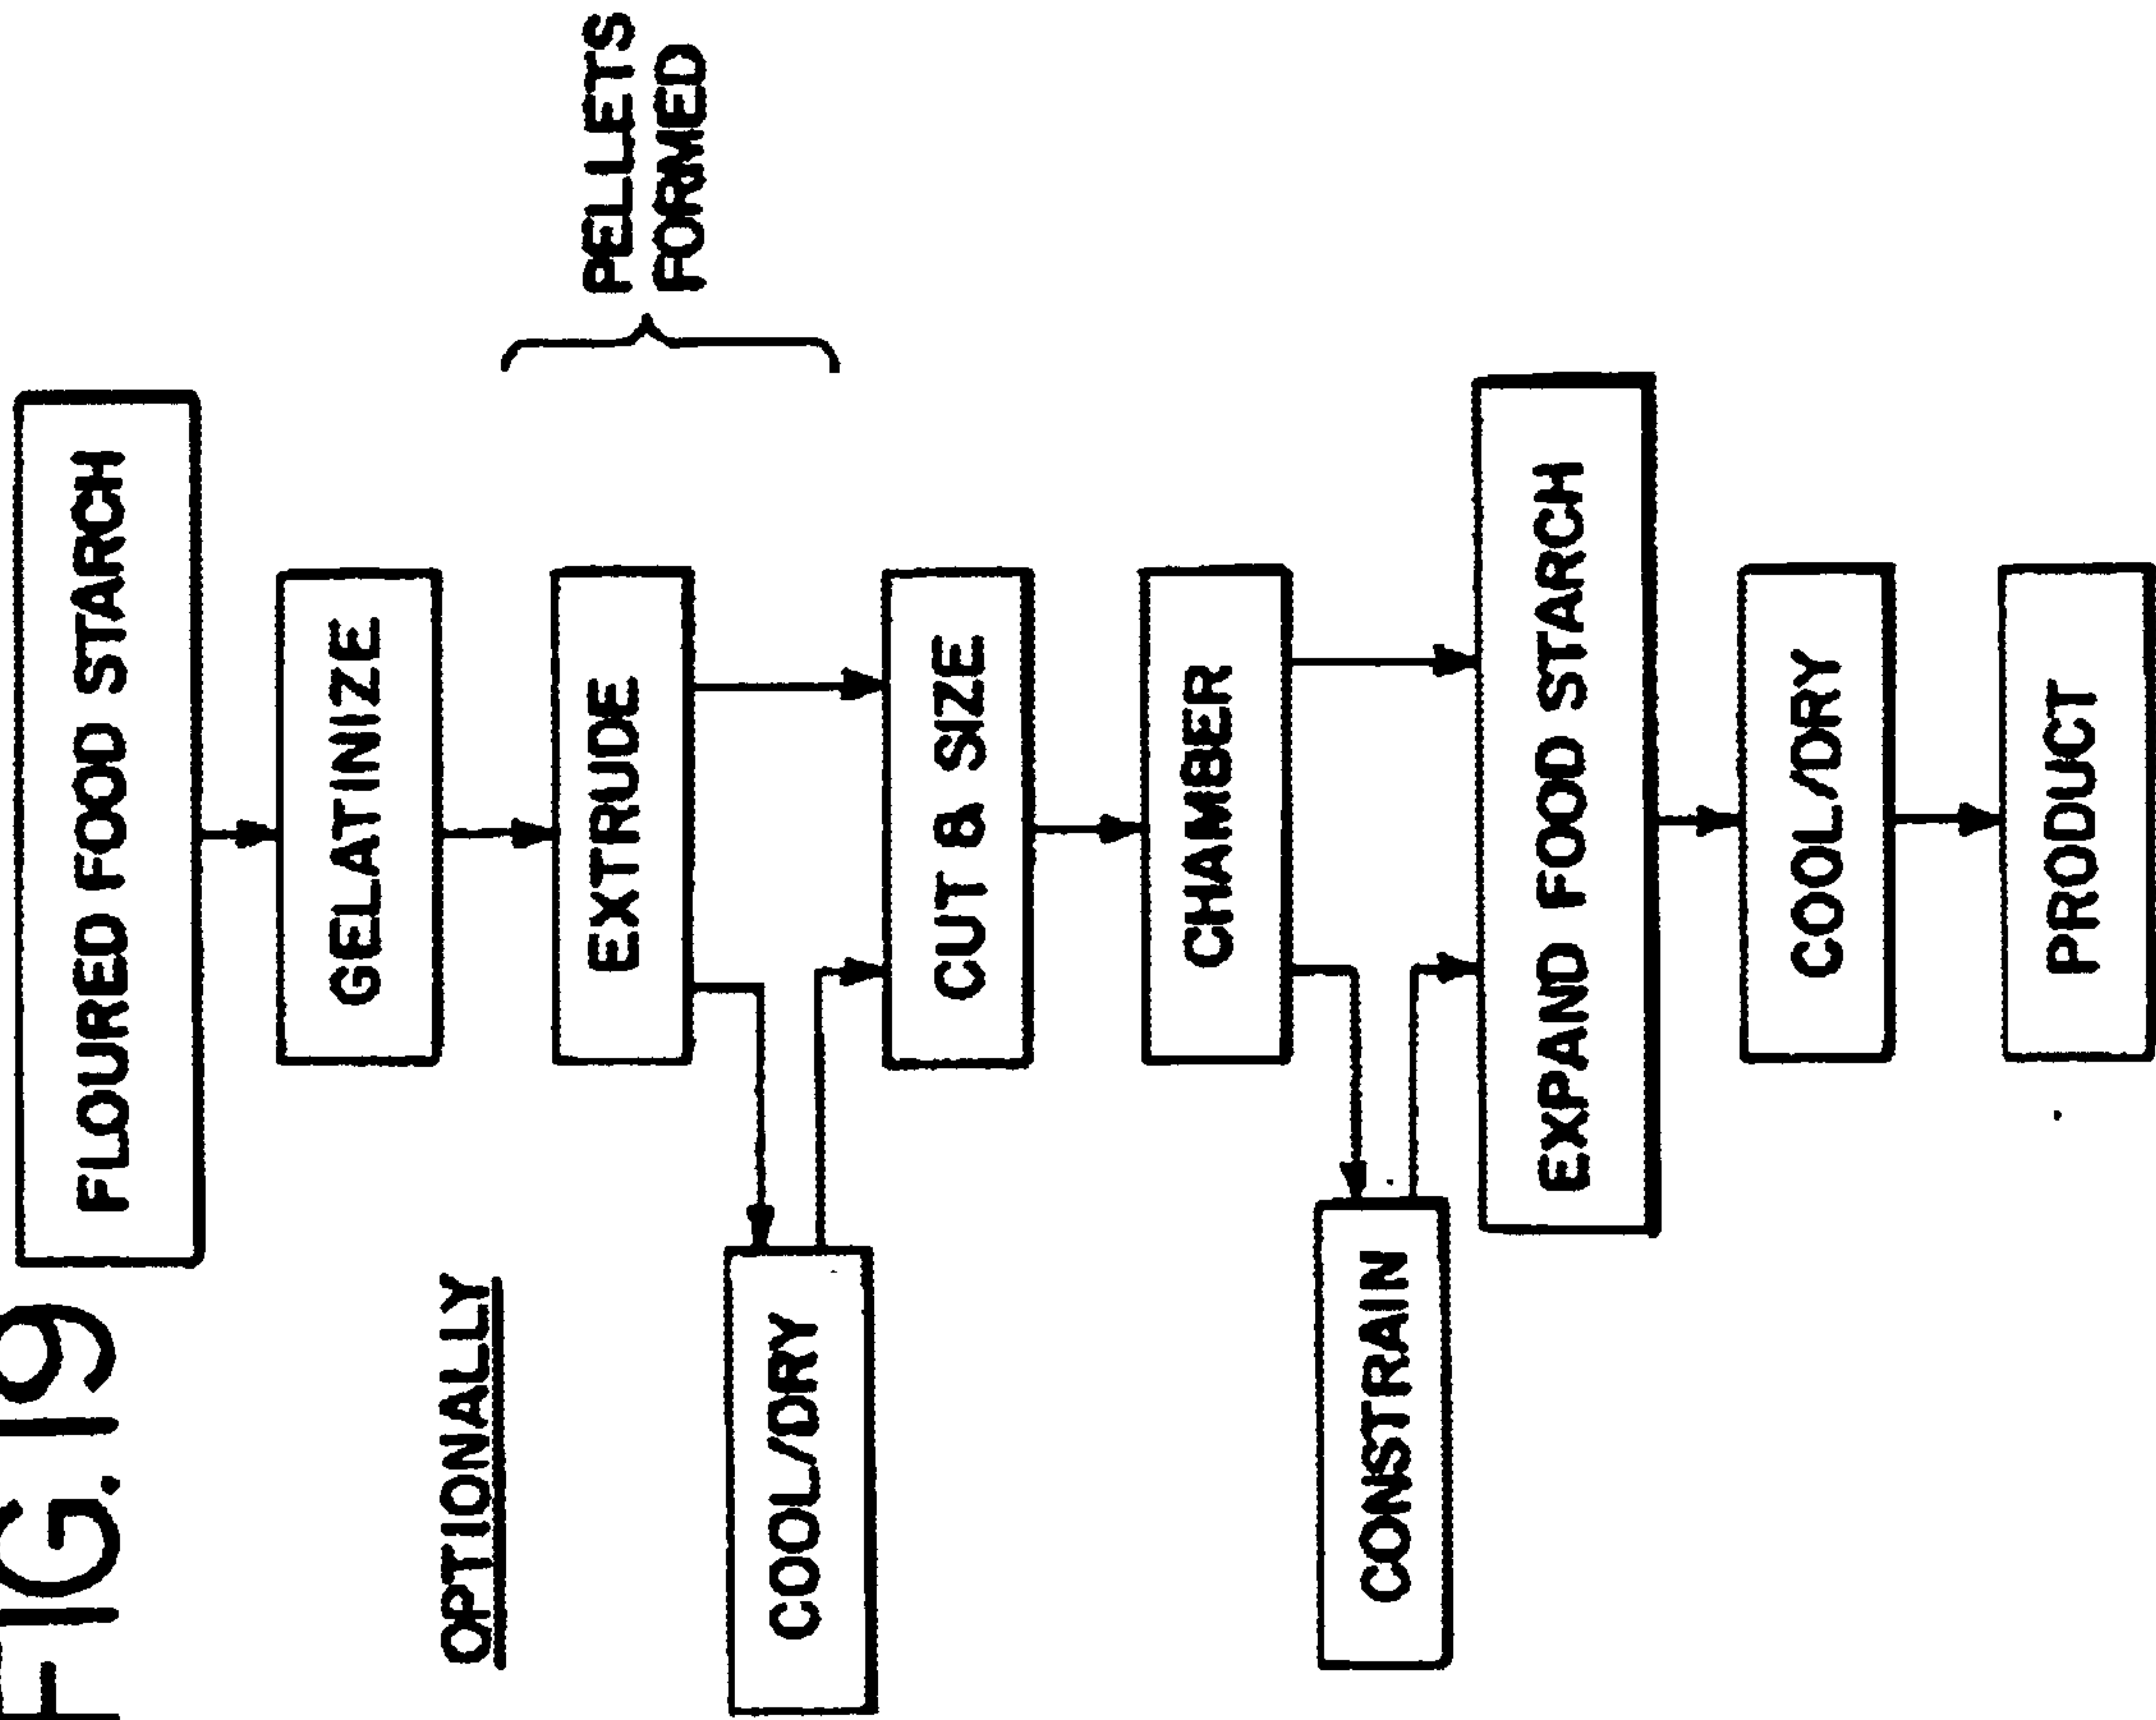 FIG. 19
FLOURED FOOD STARCH
GELATINIZE
OPTIONALLY
EXTRUDE
PELLETS
FORMED
COOL/DRY
CUT & SIZE
CHAMBER
CONSTRAIN
EXPAND FOOD STARCH
COOL/DRY
PRODUCT